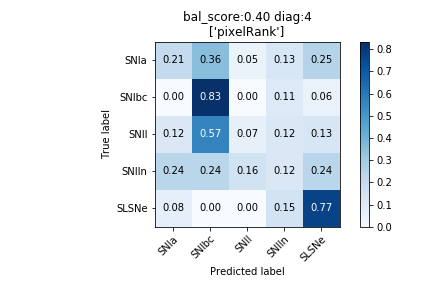 bal_score:0.40 diag:4
['pixelRank']
True label
SNIa 0.21 0.36 0.05 0.13 0.25
SNIbc 0.00 0.83 0.00 0.11 0.06
SNII 0.12 0.57 0.07 0.12 0.13
SNIIn 0.24 0.24 0.16 0.12 0.24
SLSNe 0.08 0.00 0.00 0.15 0.77
SNIa SNIbc SNII SNIIn SLSNe
Predicted label
0.8
0.7
0.6
0.5
0.4
0.3
0.2
0.1
0.0